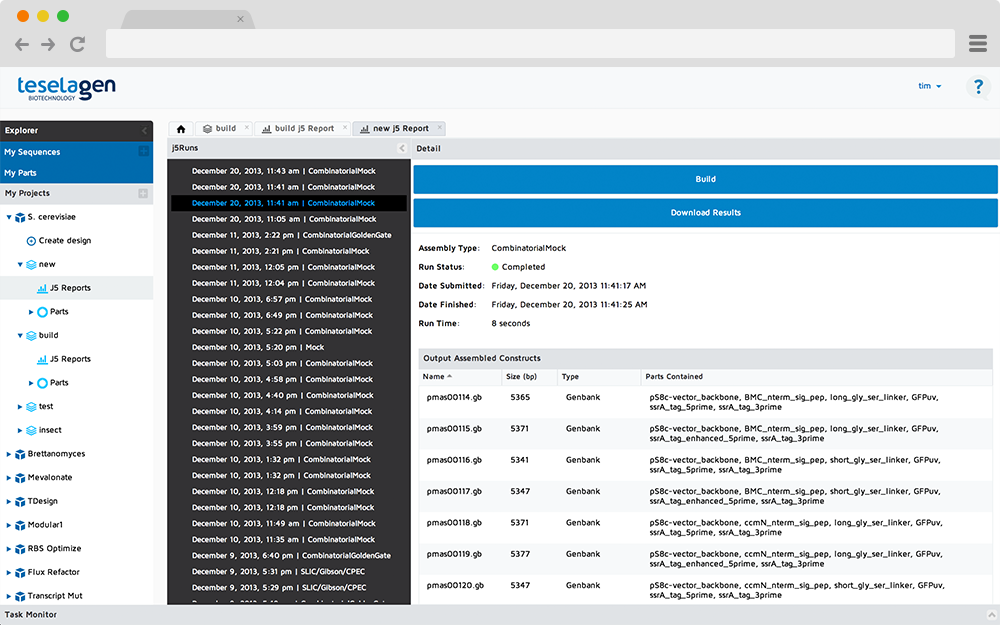 teselagen
BIOTECHNOLOGY
tim
?
Explorer
My Sequences
My Parts
My Projects
S. cerevisiae
Create design
new
J5 Reports
Parts
build
J5 Reports
Parts
test
insect
Brettanomyces
Mevalonate
TDesign
Modular1
RBS Optimize
Flux Refactor
Transcript Mut
Task Monitor
build
build j5 Report
new j5 Report
j5Runs
December 20, 2013, 11:43 am | CombinatorialMock
December 20, 2013, 11:41 am | CombinatorialMock
December 20, 2013, 11:41 am | CombinatorialMock
December 20, 2013, 11:05 am | CombinatorialMock
December 11, 2013, 2:22 pm | CombinatorialGoldenGate
December 11, 2013, 2:21 pm | CombinatorialMock
December 11, 2013, 12:05 pm | CombinatorialMock
December 11, 2013, 12:04 pm | CombinatorialMock
December 10, 2013, 6:57 pm | CombinatorialMock
December 10, 2013, 6:49 pm | CombinatorialMock
December 10, 2013, 5:22 pm | CombinatorialMock
December 10, 2013, 5:20 pm | Mock
December 10, 2013, 5:03 pm | CombinatorialMock
December 10, 2013, 4:58 pm | CombinatorialMock
December 10, 2013, 4:40 pm | CombinatorialMock
December 10, 2013, 4:14 pm | CombinatorialMock
December 10, 2013, 3:59 pm | CombinatorialMock
December 10, 2013, 3:55 pm | CombinatorialMock
December 10, 2013, 1:32 pm | CombinatorialMock
December 10, 2013, 1:32 pm | CombinatorialMock
December 10, 2013, 12:18 pm | CombinatorialMock
December 10, 2013, 12:18 pm | CombinatorialMock
December 10, 2013, 11:49 am | CombinatorialMock
December 10, 2013, 11:35 am | CombinatorialMock
December 9, 2013, 6:40 pm | CombinatorialGoldenGate
December 9, 2013, 5:31 pm | SLIC/Gibson/CPEC
December 9, 2013, 5:29 pm | SLIC/Gibson/CPEC
Detail
Build
Download Results
Assembly Type: CombinatorialMock
Run Status: Completed
Date Submitted: Friday, December 20, 2013 11:41:17 AM
Date Finished: Friday, December 20, 2013 11:41:25 AM
Run Time: 8 seconds
Output Assembled Constructs
Name Size (bp) Type Parts Contained
pmas00114.gb 5365 Genbank pS8c-vector_backbone, BMC_nterm_sig_pep, long_gly_ser_linker, GFPuv,
ssrA_tag_5prime, ssrA_tag_3prime
pmas00115.gb 5371 Genbank pS8c-vector_backbone, BMC_nterm_sig_pep, long_gly_ser_linker, GFPuv,
ssrA_tag_enhanced_5prime, ssrA_tag_3prime
pmas00116.gb 5341 Genbank pS8c-vector_backbone, BMC_nterm_sig_pep, short_gly_ser_linker, GFPuv,
ssrA_tag_5prime, ssrA_tag_3prime
pmas00117.gb 5347 Genbank pS8c-vector_backbone, BMC_nterm_sig_pep, short_gly_ser_linker, GFPuv,
ssrA_tag_enhanced_5prime, ssrA_tag_3prime
pmas00118.gb 5371 Genbank pS8c-vector_backbone, ccmN_nterm_sig_pep, long_gly_ser_linker, GFPuv,
ssrA_tag_5prime, ssrA_tag_3prime
pmas00119.gb 5377 Genbank pS8c-vector_backbone, ccmN_nterm_sig_pep, long_gly_ser_linker, GFPuv,
ssrA_tag_enhanced_5prime, ssrA_tag_3prime
pmas00120.gb 5347 Genbank pS8c-vector_backbone, ccmN_nterm_sig_pep, short_gly_ser_linker, GFPuv,
ssrA_tag_5prime, ssrA_tag_3prime